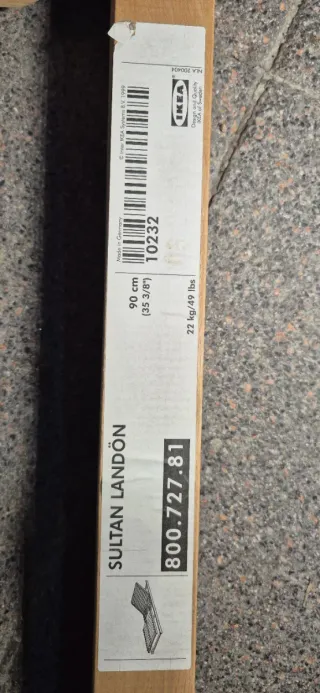 SULTAN LANDÖN
800.727.81
90 cm
(35 3/8")
22 kg/49 lbs
Made in Germany
© Inter IKEA Systems B.V. 1999
10232
IKEA®
Design and Quality
IKEA of Sweden